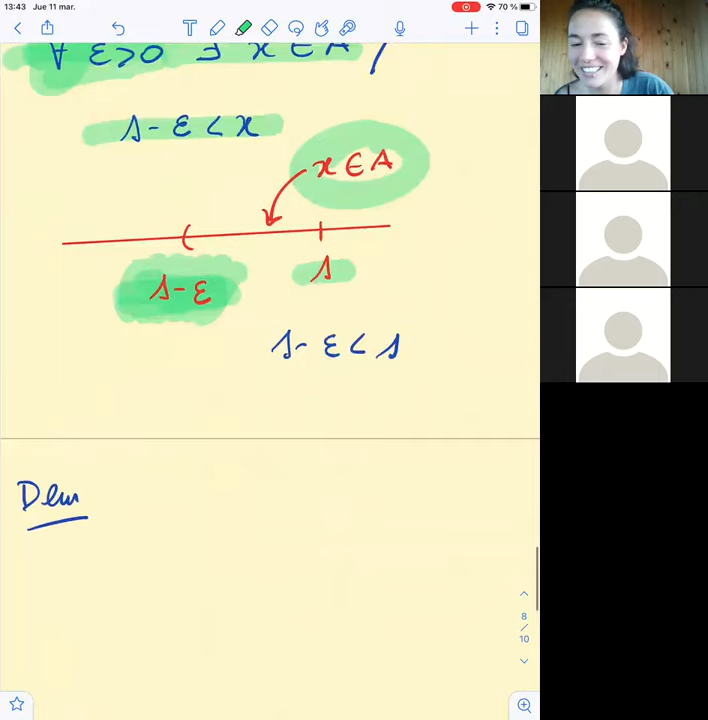 13:43 Jue 11 mar. 70 %
∀ ε>0 ∃ x ∈ A /
s - ε < x
x ∈ A
s - ε
s
s - ε < s
Dem
8
/
10